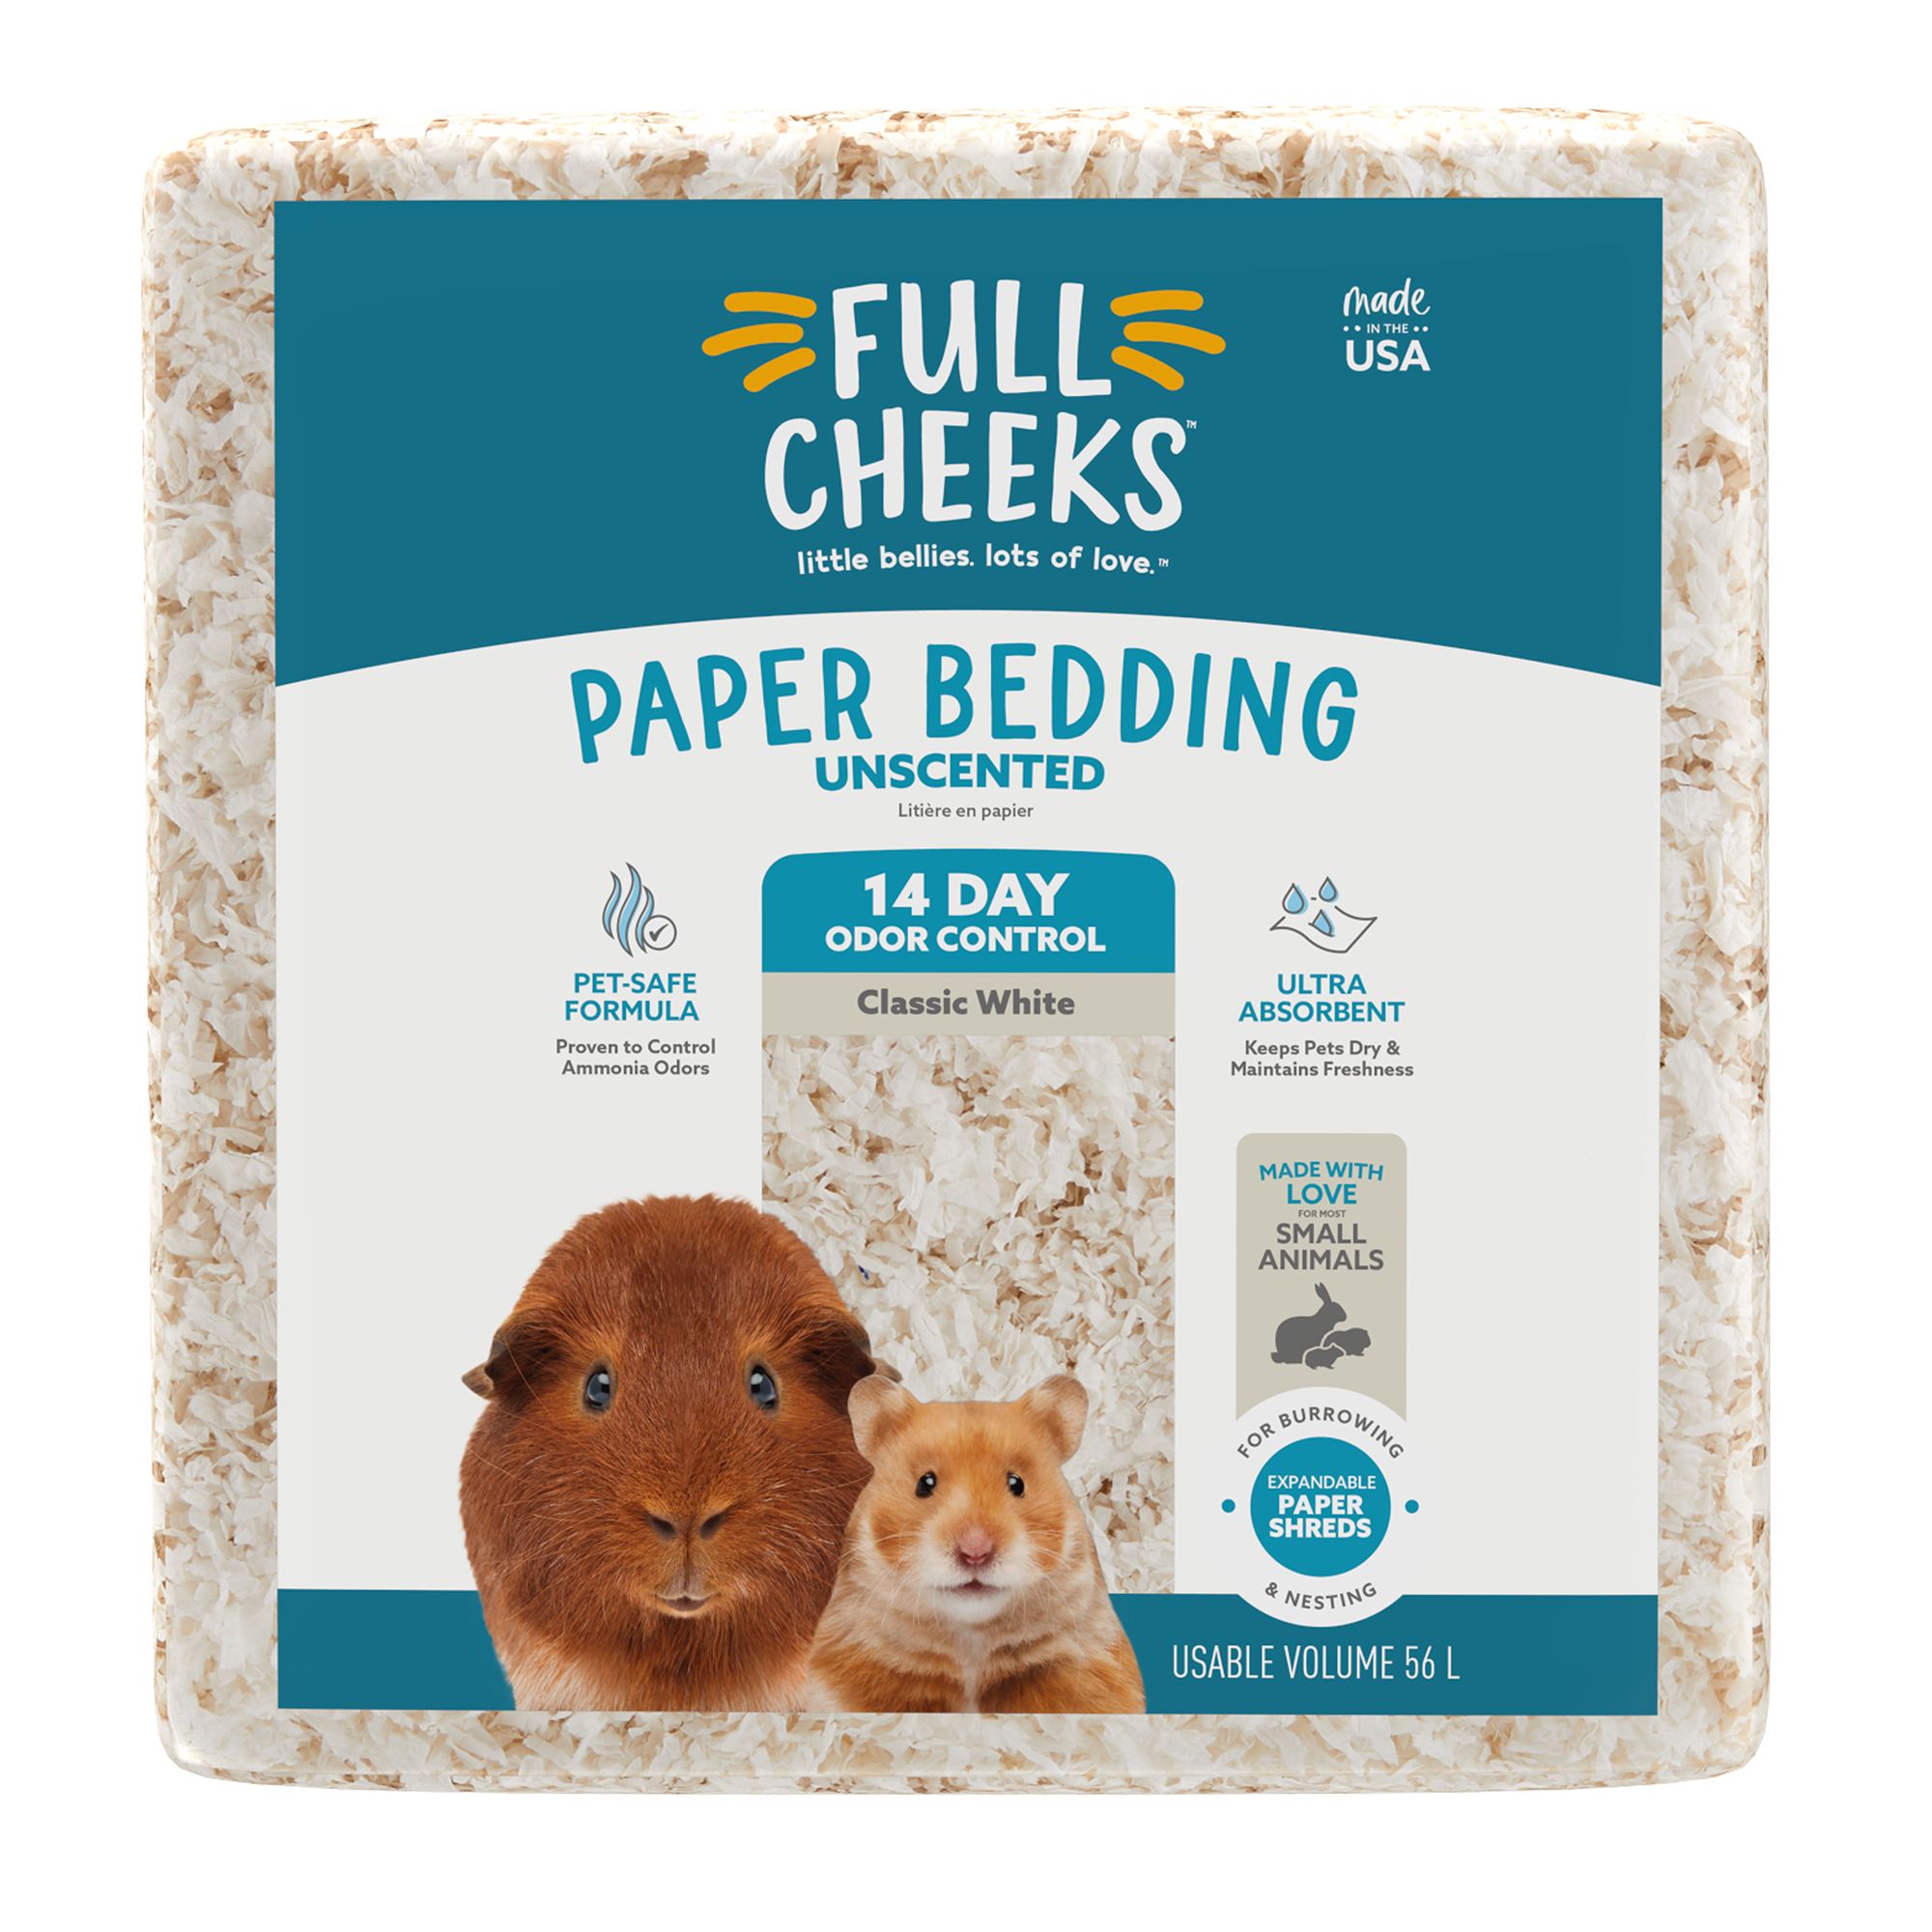 FULL
CHEEKS™
little bellies. lots of love.™
made
IN THE
USA
PAPER BEDDING
UNSCENTED
Litière en papier
14 DAY
ODOR CONTROL
Classic White
PET-SAFE
FORMULA
Proven to Control
Ammonia Odors
ULTRA
ABSORBENT
Keeps Pets Dry &
Maintains Freshness
MADE WITH
LOVE
FOR MOST
SMALL
ANIMALS
FOR BURROWING
EXPANDABLE
PAPER
SHREDS
& NESTING
USABLE VOLUME 56 L